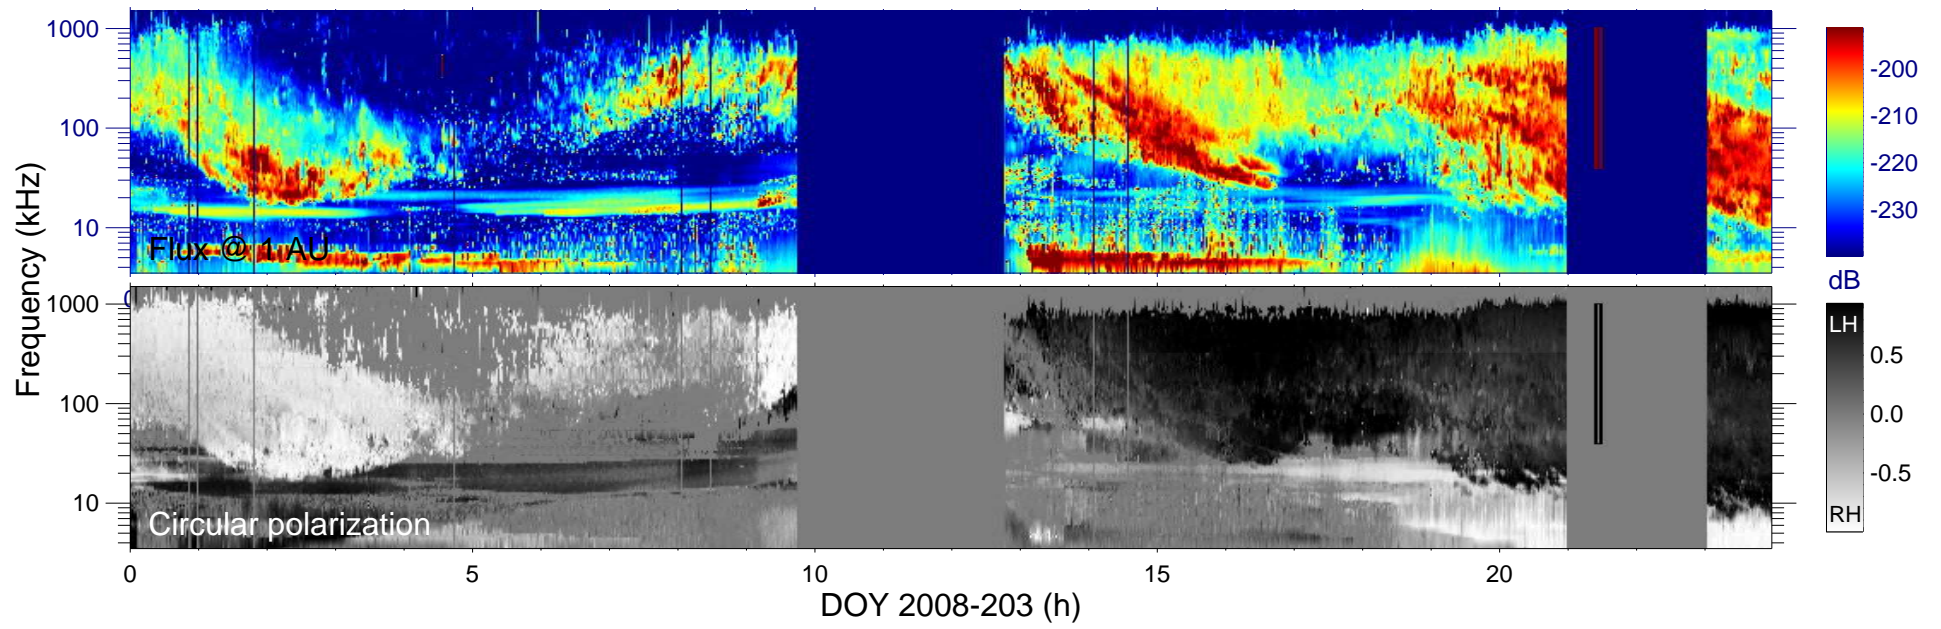 Frequency (kHz)
1000
100
10
Flux @ 1 AU
0
-200
-210
-220
-230
dB
1000
100
10
Circular polarization
LH
0.5
0.0
-0.5
RH
0
5
10
15
20
DOY 2008-203 (h)